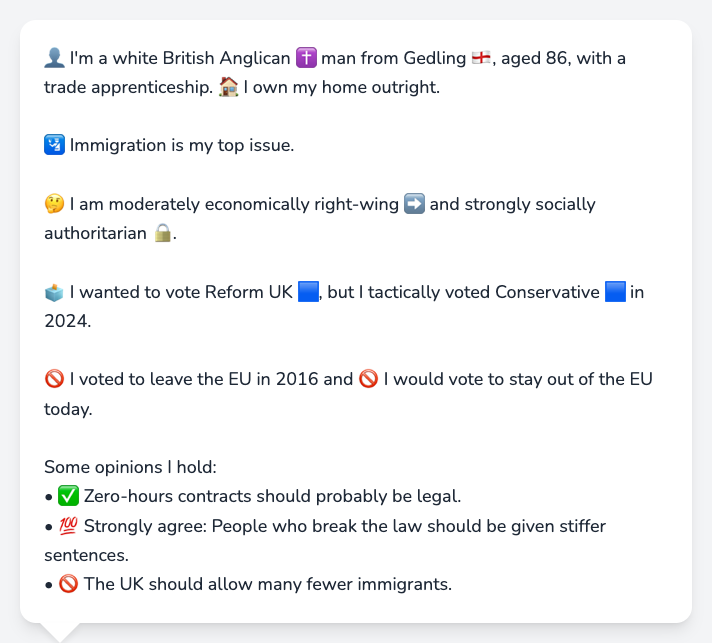 👤 I'm a white British Anglican ✝️ man from Gedling 🏴󠁧󠁢󠁥󠁮󠁧󠁿, aged 86, with a
trade apprenticeship. 🏠 I own my home outright.
🛂 Immigration is my top issue.
🤔 I am moderately economically right-wing ➡️ and strongly socially
authoritarian 🔒.
🗳️ I wanted to vote Reform UK 🟦, but I tactically voted Conservative 🟦 in
2024.
🚫 I voted to leave the EU in 2016 and 🚫 I would vote to stay out of the EU
today.
Some opinions I hold:
• ✅ Zero-hours contracts should probably be legal.
• 💯 Strongly agree: People who break the law should be given stiffer
sentences.
• 🚫 The UK should allow many fewer immigrants.